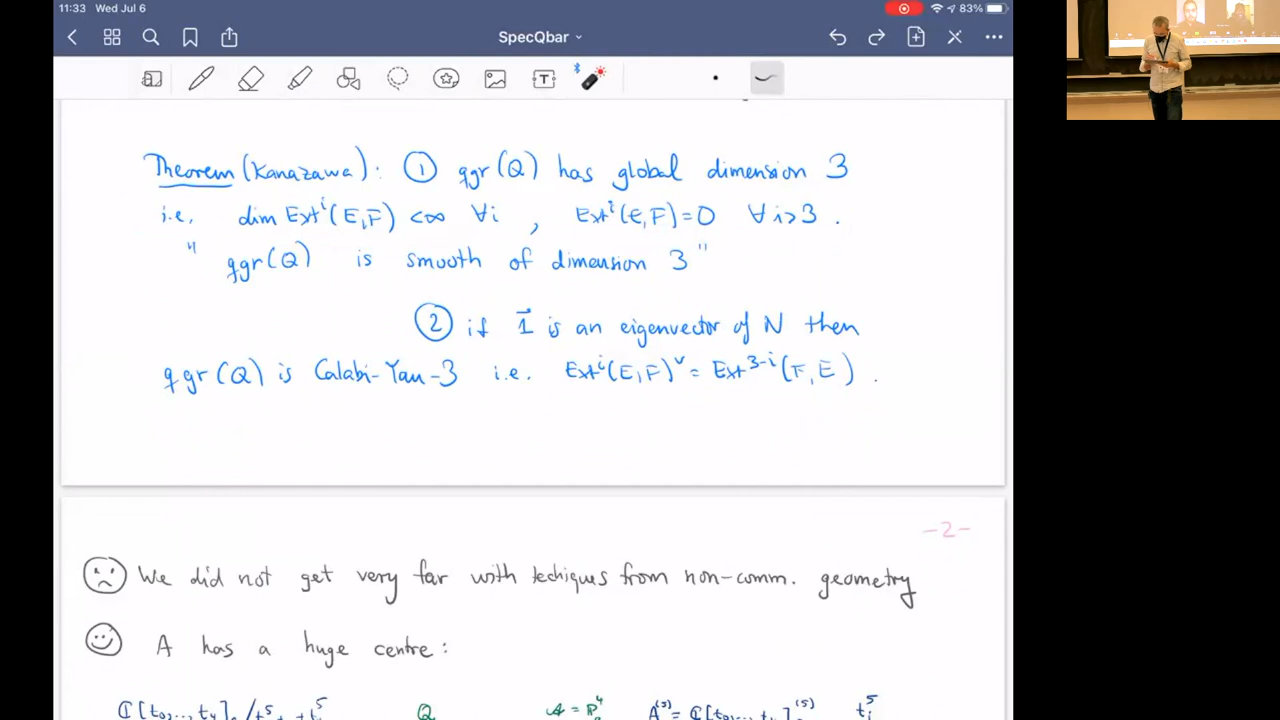 11:33 Wed Jul 6
83%
SpecQbar
Theorem (Kanazawa): ① qgr(Q) has global dimension 3
i.e. dim Ext^i(E,F) < ∞ ∀i , Ext^i(E,F)=0 ∀i>3 .
" qgr(Q) is smooth of dimension 3 "
② if 1⃗ is an eigenvector of N then
qgr(Q) is Calabi-Yau-3 i.e. Ext^i(E,F)^v = Ext^{3-i}(F,E) .
-2-
We did not get very far with techiques from non-comm. geometry
A has a huge centre :